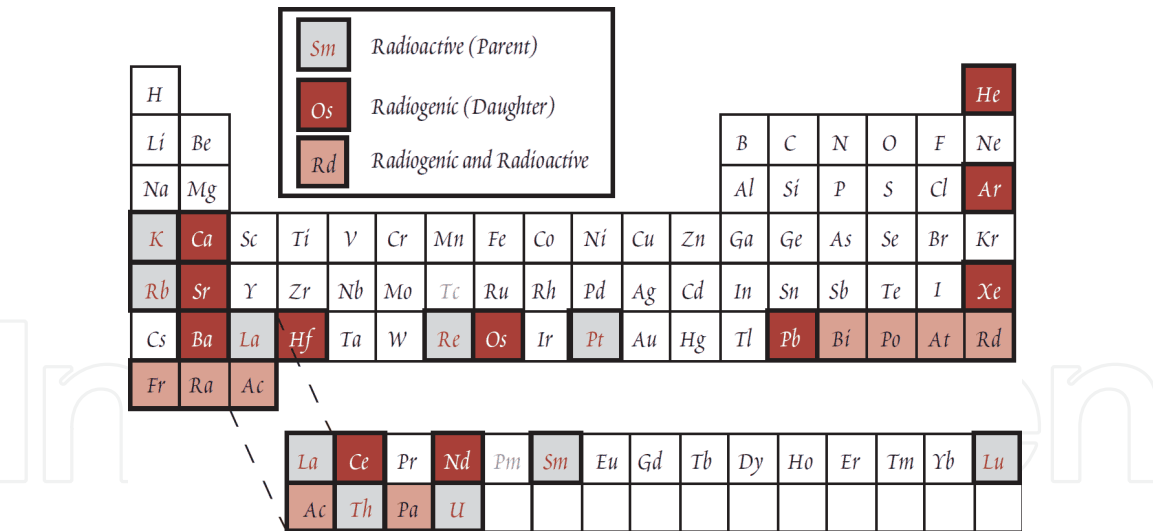 Sm Radioactive (Parent)
Os Radiogenic (Daughter)
Rd Radiogenic and Radioactive
H He
Li Be B C N O F Ne
Na Mg Al Si P S Cl Ar
K Ca Sc Ti V Cr Mn Fe Co Ni Cu Zn Ga Ge As Se Br Kr
Rb Sr Y Zr Nb Mo Tc Ru Rh Pd Ag Cd In Sn Sb Te I Xe
Cs Ba La Hf Ta W Re Os Ir Pt Au Hg Tl Pb Bi Po At Rd
Fr Ra Ac
La Ce Pr Nd Pm Sm Eu Gd Tb Dy Ho Er Tm Yb Lu
Ac Th Pa U